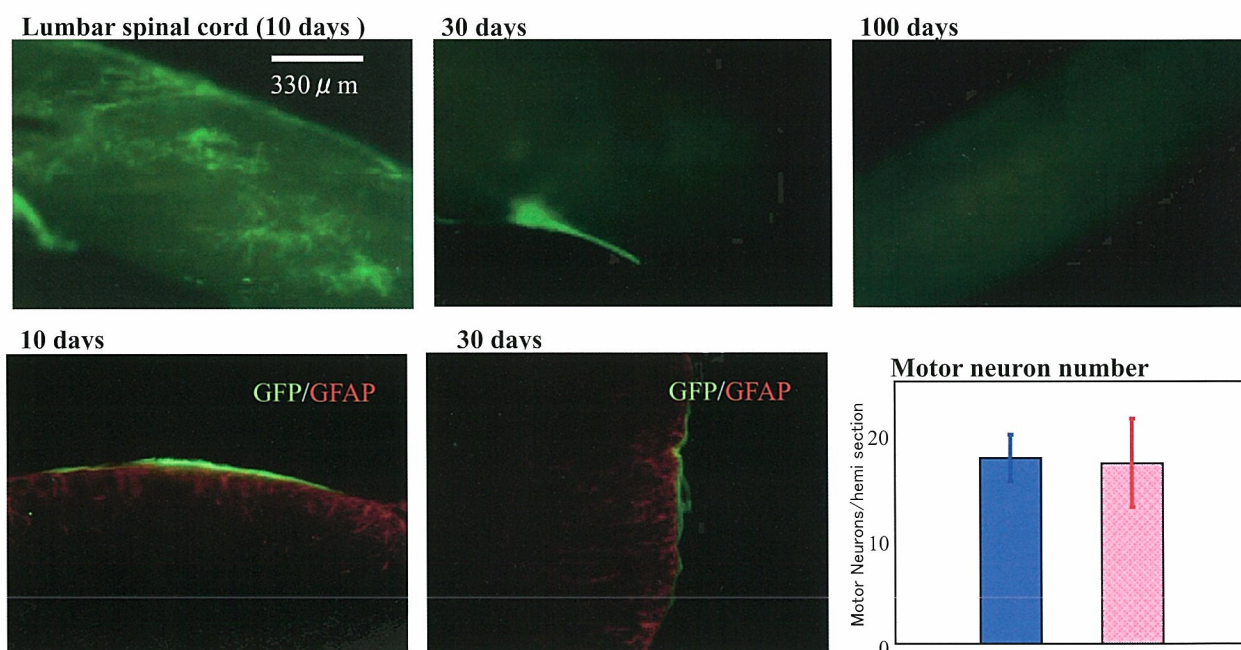 Lumbar spinal cord (10 days )
30 days
100 days
330 μ m
10 days
30 days
GFP/GFAP
GFP/GFAP
Motor neuron number
Motor Neurons/hemi section
20
10
0